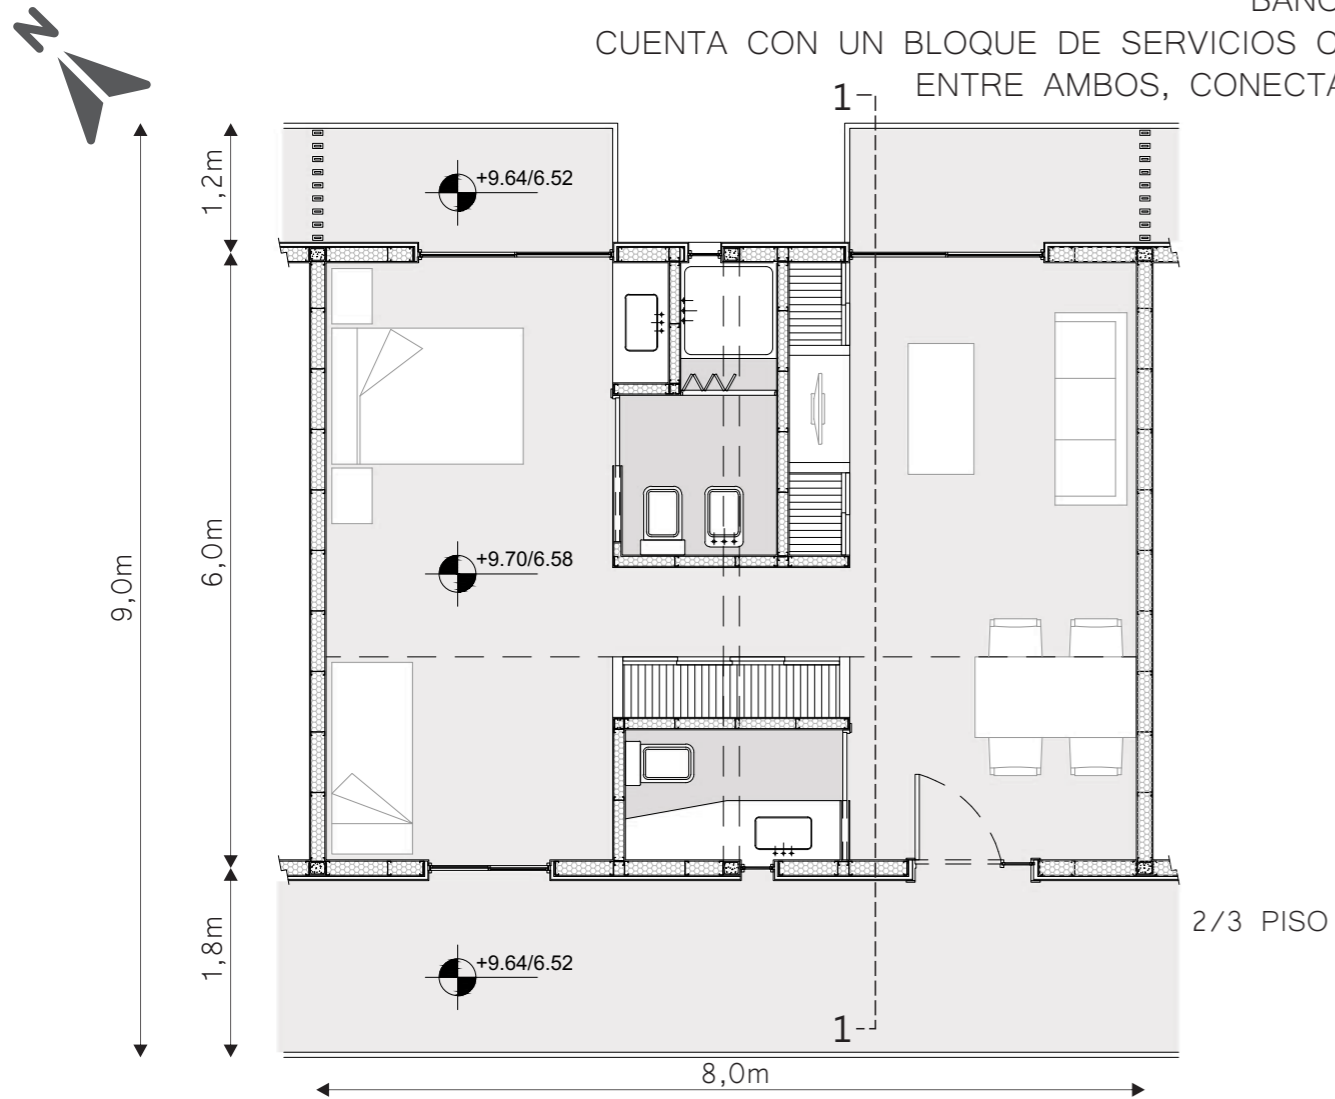 BANO
CUENTA CON UN BLOQUE DE SERVICIOS
ENTRE AMBOS, CONECTA
N
1
1,2m
+9.64/6.52
6,0m
9,0m
+9.70/6.58
1,8m
+9.64/6.52
2/3 PISO
1
8,0m